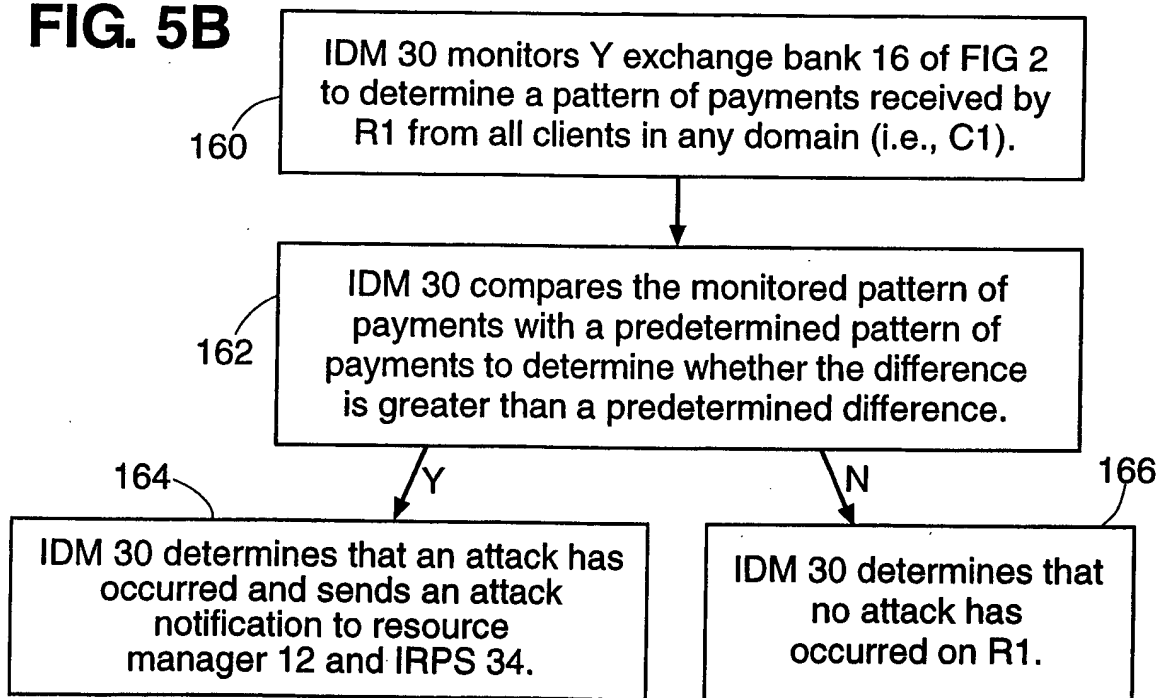 FIG. 5B
IDM 30 monitors Y exchange bank 16 of FIG 2
to determine a pattern of payments received by
R1 from all clients in any domain (i.e., C1).
160
IDM 30 compares the monitored pattern of
payments with a predetermined pattern of
payments to determine whether the difference
is greater than a predetermined difference.
162
Y
N
164
166
IDM 30 determines that an attack has
occurred and sends an attack
notification to resource
manager 12 and IRPS 34.
IDM 30 determines that
no attack has
occurred on R1.